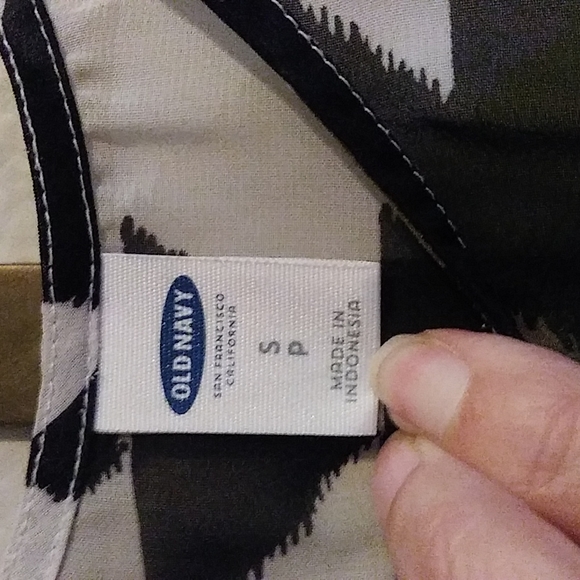 OLD NAVY
SAN FRANCISCO
CALIFORNIA
S
P
MADE IN
INDONESIA